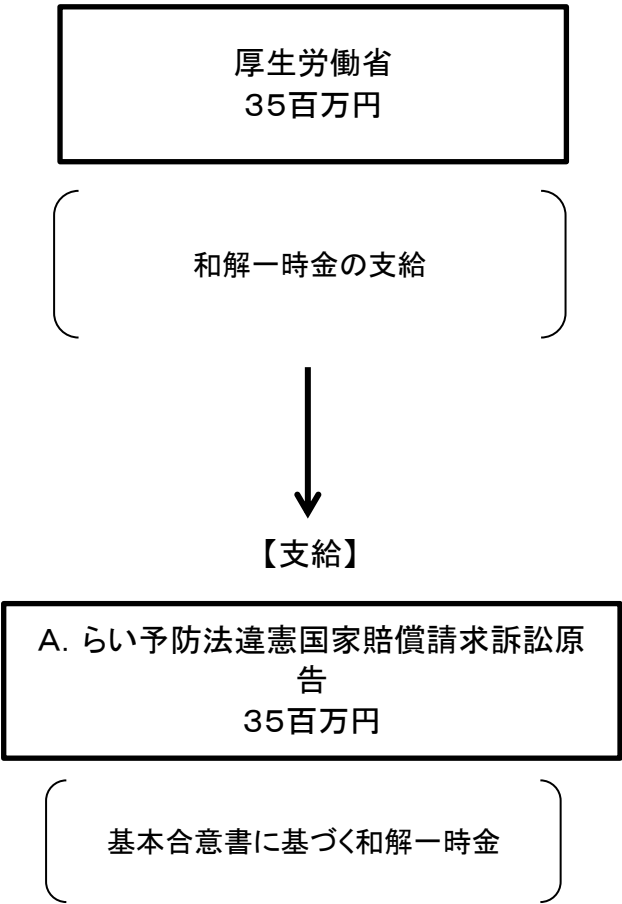 厚生労働省
35百万円
和解一時金の支給
【支給】
A. らい予防法違憲国家賠償請求訴訟原
告
35百万円
基本合意書に基づく和解一時金